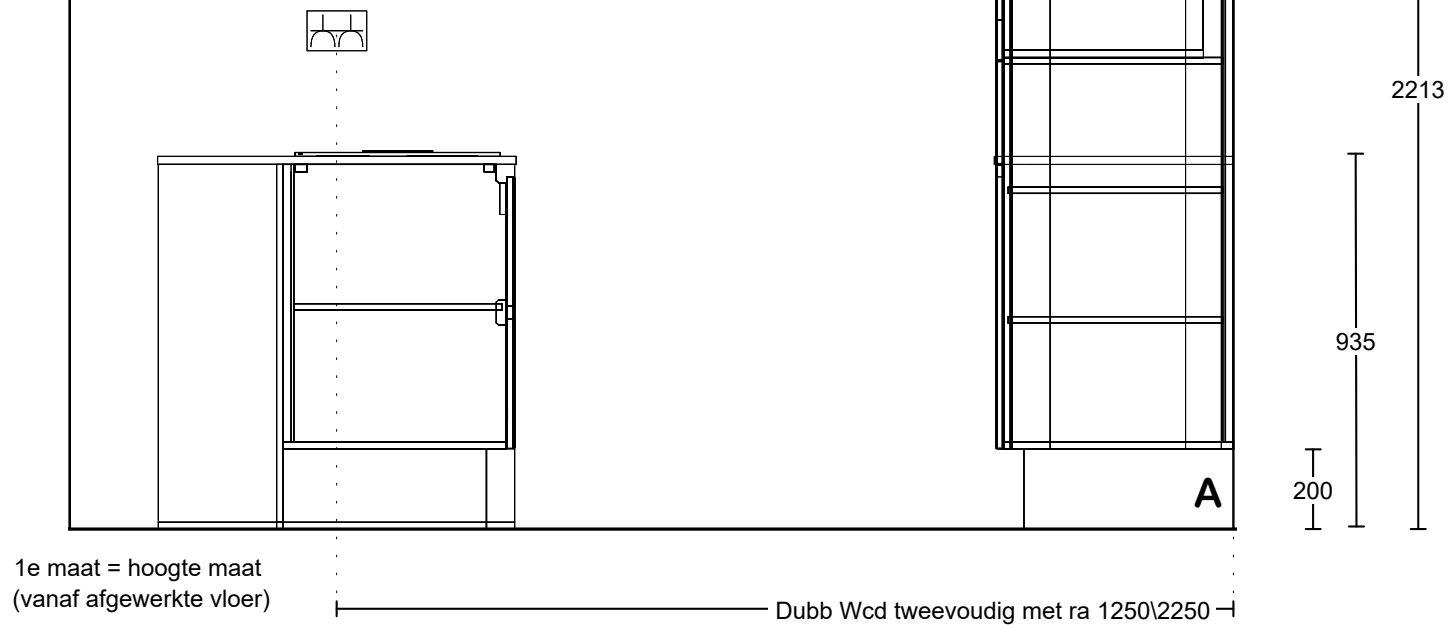 2213
935
A
200
1e maat = hoogte maat
(vanaf afgewerkte vloer)
Dubb Wcd tweevoudig met ra 1250\2250